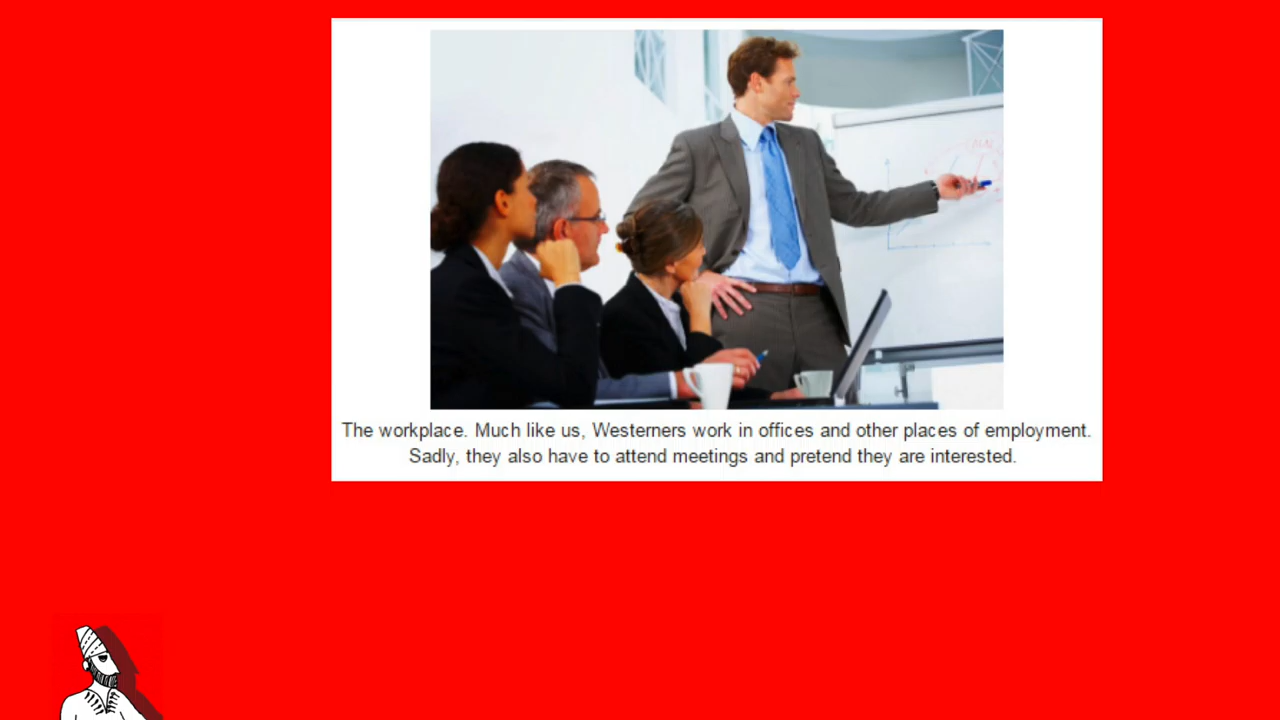 The workplace. Much like us, Westerners work in offices and other places of employment.
Sadly, they also have to attend meetings and pretend they are interested.